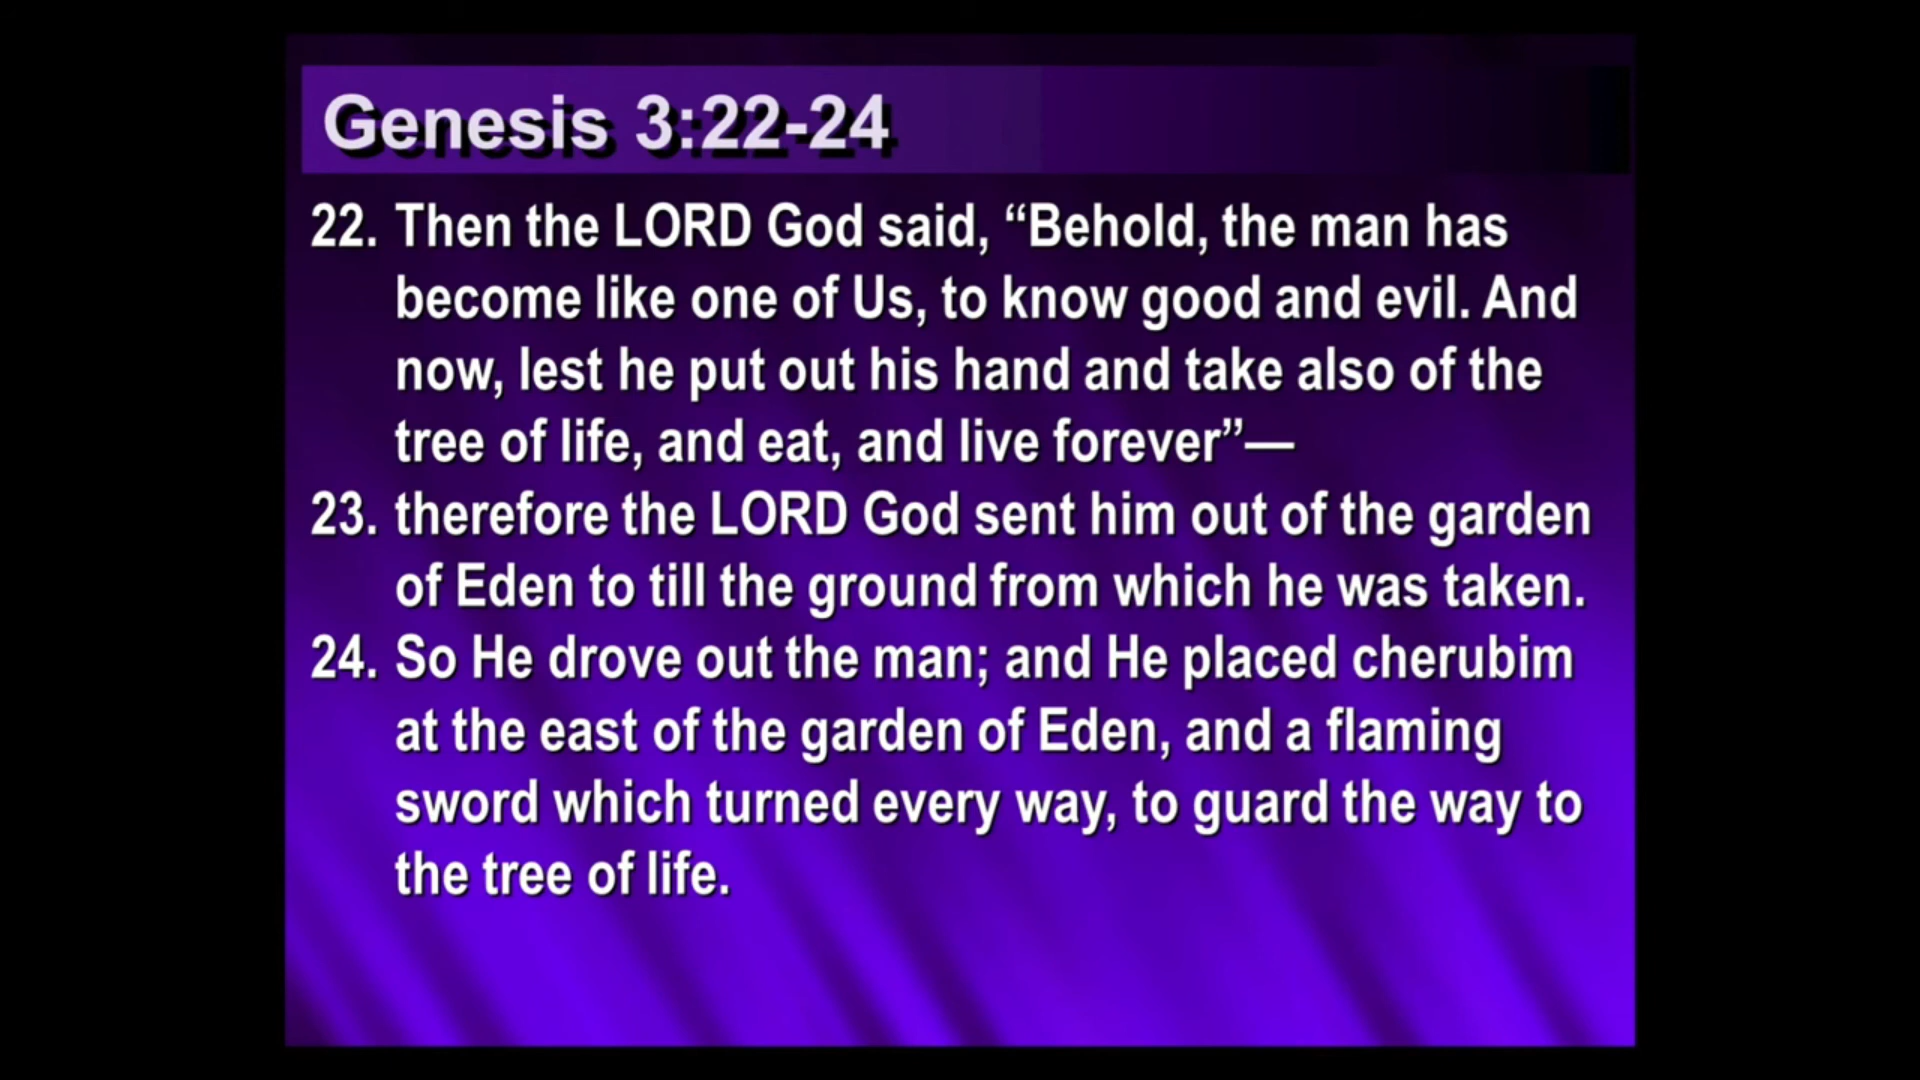 Genesis 3:22-24
22. Then the LORD God said, “Behold, the man has
become like one of Us, to know good and evil. And
now, lest he put out his hand and take also of the
tree of life, and eat, and live forever”—
23. therefore the LORD God sent him out of the garden
of Eden to till the ground from which he was taken.
24. So He drove out the man; and He placed cherubim
at the east of the garden of Eden, and a flaming
sword which turned every way, to guard the way to
the tree of life.